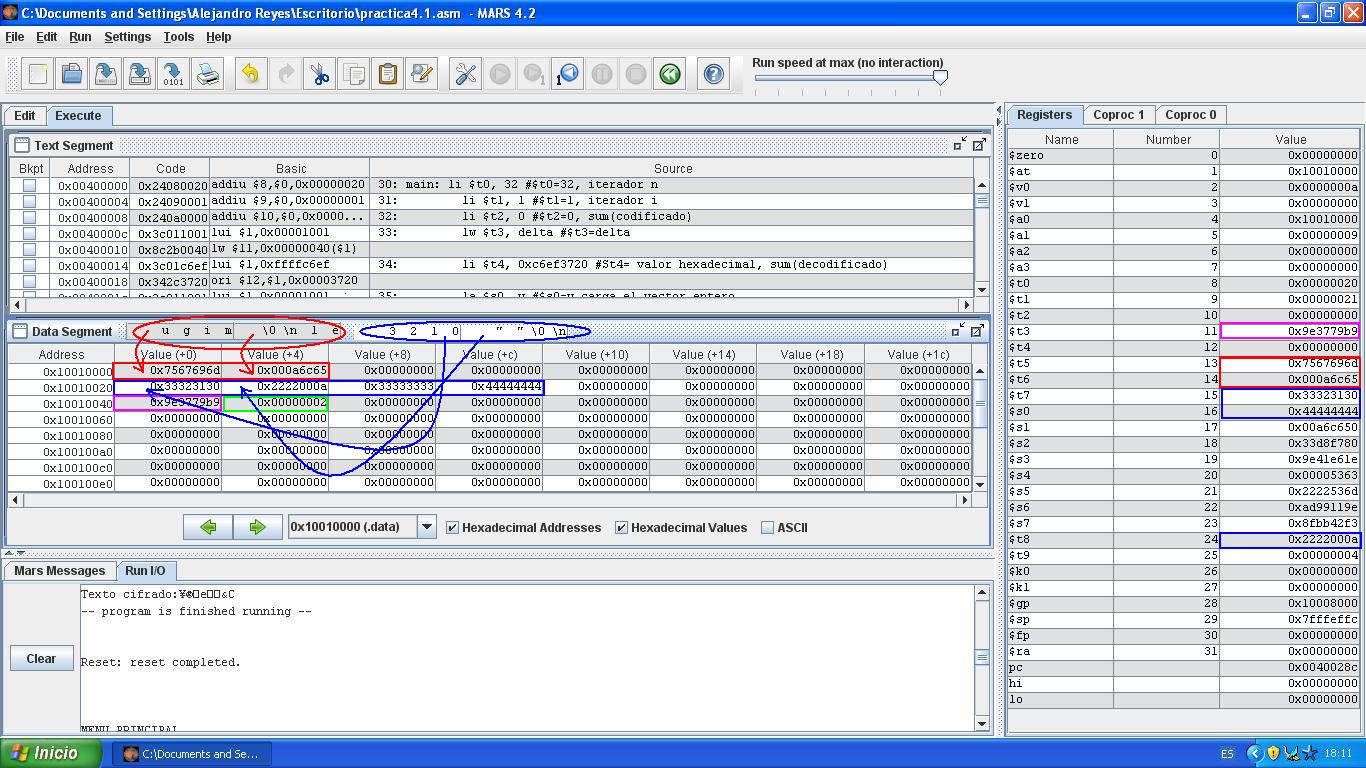 C:\Documents and Settings\Alejandro Reyes\Escritorio\practica4.1.asm - MARS 4.2
File Edit Run Settings Tools Help
Run speed at max (no interaction)
Edit Execute
Text Segment
Bkpt Address Code Basic Source
0x00400000 0x24080020 addiu $8,$0,0x00000020 30: main: li $t0, 32 #$t0=32, iterador n
0x00400004 0x24090001 addiu $9,$0,0x00000001 31: li $t1, 1 #$t1=1, iterador i
0x00400008 0x240a0000 addiu $10,$0,0x0000... 32: li $t2, 0 #$t2=0, sum(codificado)
0x0040000c 0x3c011001 lui $1,0x00001001 33: lw $t3, delta #$t3=delta
0x00400010 0x8c2b0040 lw $11,0x00000040($1)
0x00400014 0x3c01c6ef lui $1,0xffffc6ef 34: li $t4, 0xc6ef3720 #$t4= valor hexadecimal, sum(decodificado)
0x00400018 0x342c3720 ori $12,$1,0x00003720
0x0040001c 0x3c011001 lui $1,0x00001001 35: la $s0, v #$s0=v carga el vector entero
Data Segment u g i m \0 \n l e 3 2 1 0 " " \0 \n
Address Value (+0) Value (+4) Value (+8) Value (+c) Value (+10) Value (+14) Value (+18) Value (+1c)
0x10010000 0x7567696d 0x000a6c65 0x00000000 0x00000000 0x00000000 0x00000000 0x00000000 0x00000000
0x10010020 0x33323130 0x2222000a 0x33333333 0x44444444 0x00000000 0x00000000 0x00000000 0x00000000
0x10010040 0x9e3779b9 0x00000002 0x00000000 0x00000000 0x00000000 0x00000000 0x00000000 0x00000000
0x10010060 0x00000000 0x00000000 0x00000000 0x00000000 0x00000000 0x00000000 0x00000000 0x00000000
0x10010080 0x00000000 0x00000000 0x00000000 0x00000000 0x00000000 0x00000000 0x00000000 0x00000000
0x100100a0 0x00000000 0x00000000 0x00000000 0x00000000 0x00000000 0x00000000 0x00000000 0x00000000
0x100100c0 0x00000000 0x00000000 0x00000000 0x00000000 0x00000000 0x00000000 0x00000000 0x00000000
0x100100e0 0x00000000 0x00000000 0x00000000 0x00000000 0x00000000 0x00000000 0x00000000 0x00000000
0x10010000 (.data) Hexadecimal Addresses Hexadecimal Values ASCII
Mars Messages Run I/O
Clear
Texto cifrado:¥®□e□□&C
-- program is finished running --
Reset: reset completed.
MENU PRINCIPAL
Registers Coproc 1 Coproc 0
Name Number Value
$zero 0 0x00000000
$at 1 0x10010000
$v0 2 0x0000000a
$v1 3 0x00000000
$a0 4 0x10010000
$a1 5 0x00000009
$a2 6 0x00000000
$a3 7 0x00000000
$t0 8 0x00000020
$t1 9 0x00000021
$t2 10 0x00000000
$t3 11 0x9e3779b9
$t4 12 0x00000000
$t5 13 0x7567696d
$t6 14 0x000a6c65
$t7 15 0x33323130
$s0 16 0x44444444
$s1 17 0x00a6c650
$s2 18 0x33d8f780
$s3 19 0x9e41e61e
$s4 20 0x00005363
$s5 21 0x2222536d
$s6 22 0xad99119e
$s7 23 0x8fbb42f3
$t8 24 0x2222000a
$t9 25 0x00000004
$k0 26 0x00000000
$k1 27 0x00000000
$gp 28 0x10008000
$sp 29 0x7fffeffc
$fp 30 0x00000000
$ra 31 0x00000000
pc 0x0040028c
hi 0x00000000
lo 0x00000000
Inicio C:\Documents and Se... ES 18:11